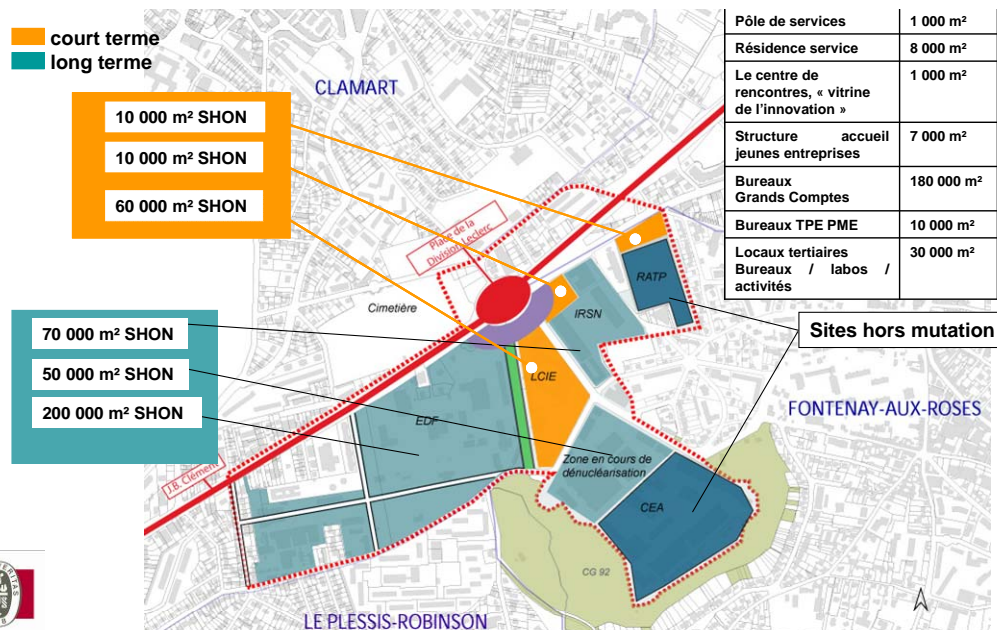 court terme
long terme
10 000 m² SHON
10 000 m² SHON
60 000 m² SHON
70 000 m² SHON
50 000 m² SHON
200 000 m² SHON
CLAMART
Place de la
Division Leclerc
Cimetière
RATP
IRSN
LCIE
EDF
Zone en cours de
dénucléarisation
CEA
CG 92
J.B. Clément
FONTENAY-AUX-ROSES
LE PLESSIS-ROBINSON
Sites hors mutation
Pôle de services 1 000 m²
Résidence service 8 000 m²
Le centre de 1 000 m²
rencontres, « vitrine
de l'innovation »
Structure accueil 7 000 m²
jeunes entreprises
Bureaux 180 000 m²
Grands Comptes
Bureaux TPE PME 10 000 m²
Locaux tertiaires 30 000 m²
Bureaux / labos /
activités